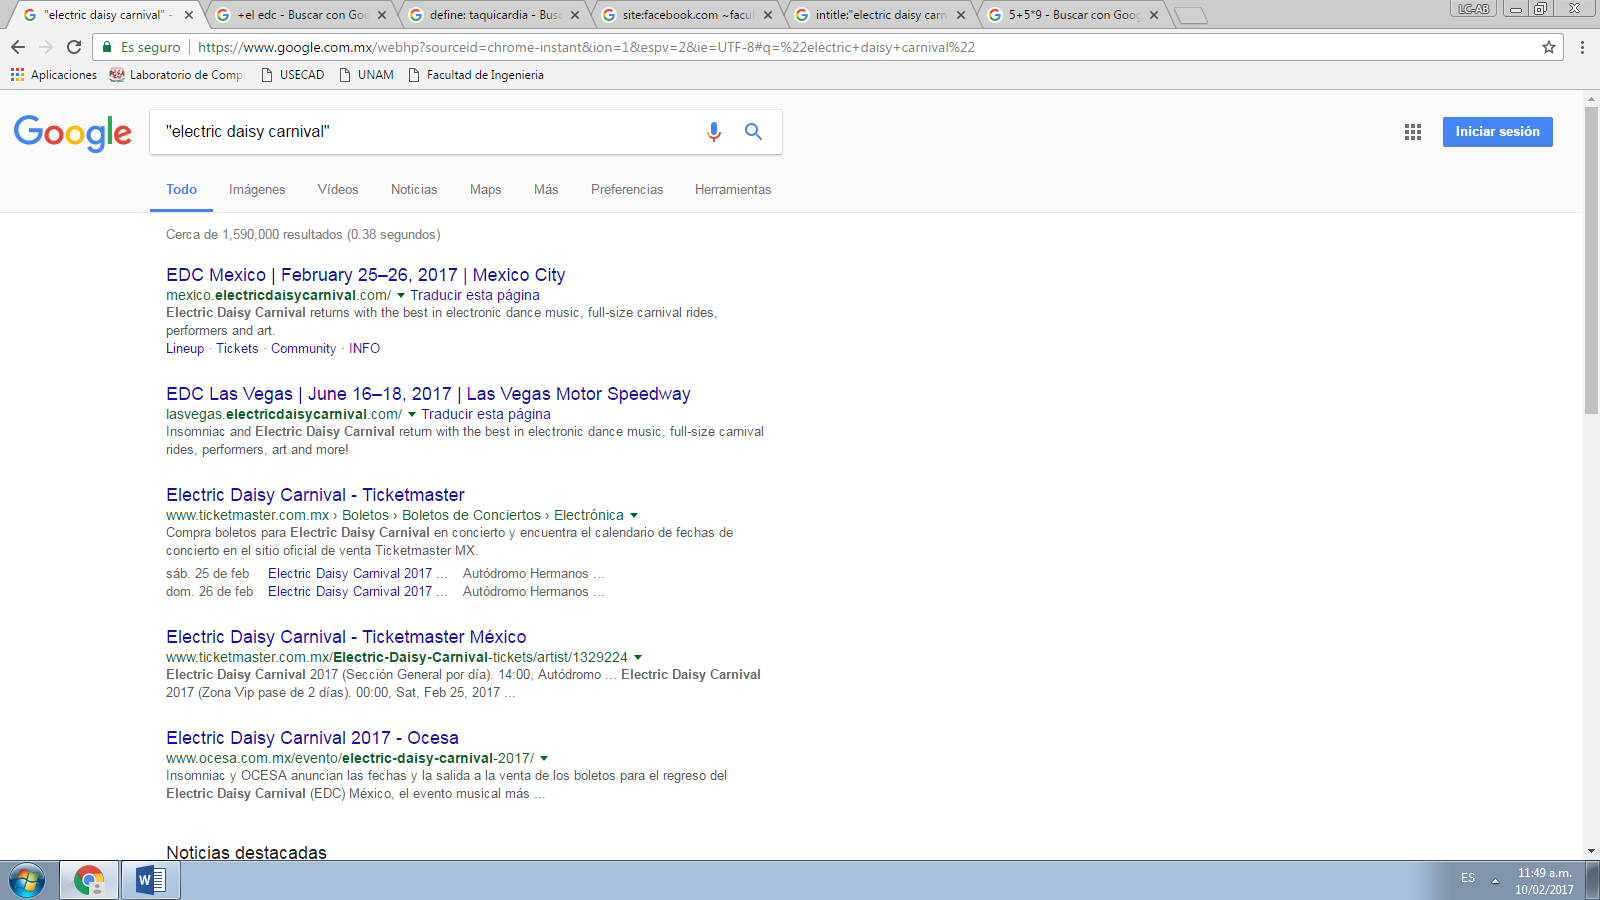 "electric daisy carnival" -
+el edc - Buscar con Goo
define: taquicardia - Busc
site:facebook.com ~facul
intitle:"electric daisy carn
5+5*9 - Buscar con Goog
LC-AB
Es seguro
https://www.google.com.mx/webhp?sourceid=chrome-instant&ion=1&espv=2&ie=UTF-8#q=%22electric+daisy+carnival%22
Aplicaciones
Laboratorio de Compu
USECAD
UNAM
Facultad de Ingenieria
Google
"electric daisy carnival"
Iniciar sesión
Todo Imágenes Vídeos Noticias Maps Más Preferencias Herramientas
Cerca de 1,590,000 resultados (0.38 segundos)
EDC Mexico | February 25–26, 2017 | Mexico City
mexico.electricdaisycarnival.com/ Traducir esta página
Electric Daisy Carnival returns with the best in electronic dance music, full-size carnival rides,
performers and art.
Lineup · Tickets · Community · INFO
EDC Las Vegas | June 16–18, 2017 | Las Vegas Motor Speedway
lasvegas.electricdaisycarnival.com/ Traducir esta página
Insomniac and Electric Daisy Carnival return with the best in electronic dance music, full-size carnival
rides, performers, art and more!
Electric Daisy Carnival - Ticketmaster
www.ticketmaster.com.mx › Boletos › Boletos de Conciertos › Electrónica
Compra boletos para Electric Daisy Carnival en concierto y encuentra el calendario de fechas de
concierto en el sitio oficial de venta Ticketmaster MX.
sáb. 25 de feb Electric Daisy Carnival 2017 ... Autódromo Hermanos ...
dom. 26 de feb Electric Daisy Carnival 2017 ... Autódromo Hermanos ...
Electric Daisy Carnival - Ticketmaster México
www.ticketmaster.com.mx/Electric-Daisy-Carnival-tickets/artist/1329224
Electric Daisy Carnival 2017 (Sección General por día). 14:00, Autódromo ... Electric Daisy Carnival
2017 (Zona Vip pase de 2 días). 00:00, Sat, Feb 25, 2017 ...
Electric Daisy Carnival 2017 - Ocesa
www.ocesa.com.mx/evento/electric-daisy-carnival-2017/
Insomniac y OCESA anuncian las fechas y la salida a la venta de los boletos para el regreso del
Electric Daisy Carnival (EDC) México, el evento musical más ...
Noticias destacadas
W
ES
11:49 a.m.
10/02/2017